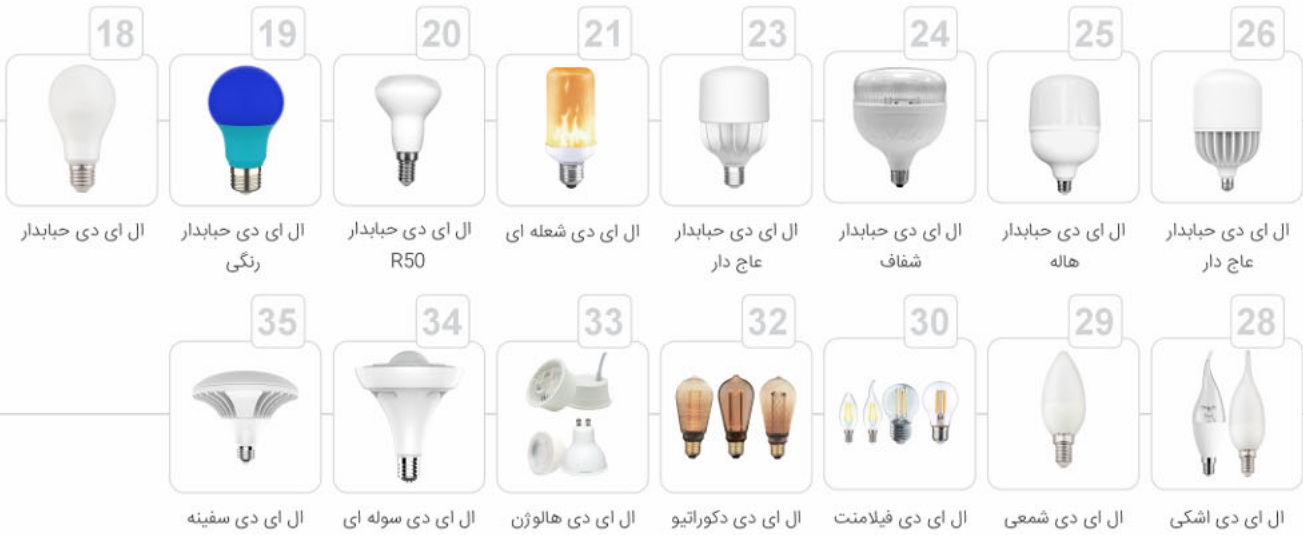 18
ال ای دی حبابدار
19
ال ای دی حبابدار
رنگی
20
ال ای دی حبابدار
R50
21
ال ای دی شعله ای
23
ال ای دی حبابدار
عاج دار
24
ال ای دی حبابدار
شفاف
25
ال ای دی حبابدار
هاله
26
ال ای دی حبابدار
عاج دار
28
ال ای دی اشکی
29
ال ای دی شمعی
30
ال ای دی فیلامنت
32
ال ای دی دکوراتیو
33
ال ای دی هالوژن
34
ال ای دی سوله ای
35
ال ای دی سفینه